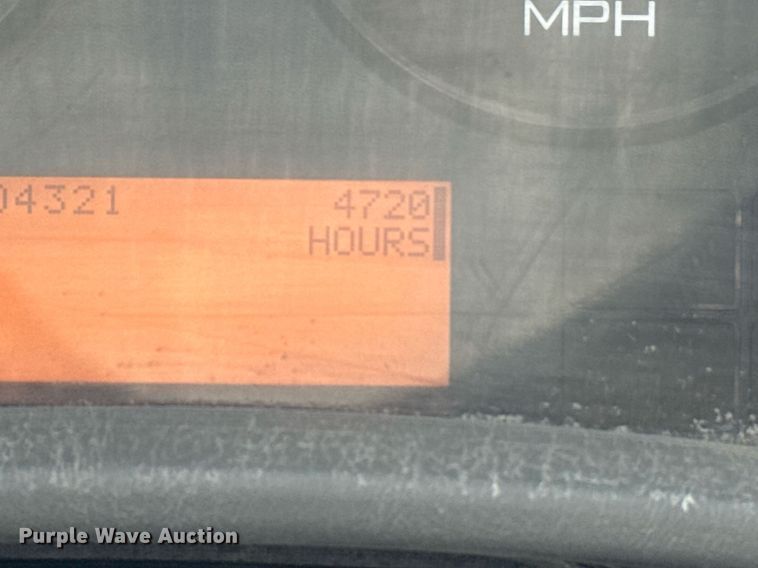 MPH
04321 4720
HOURS
Purple Wave Auction